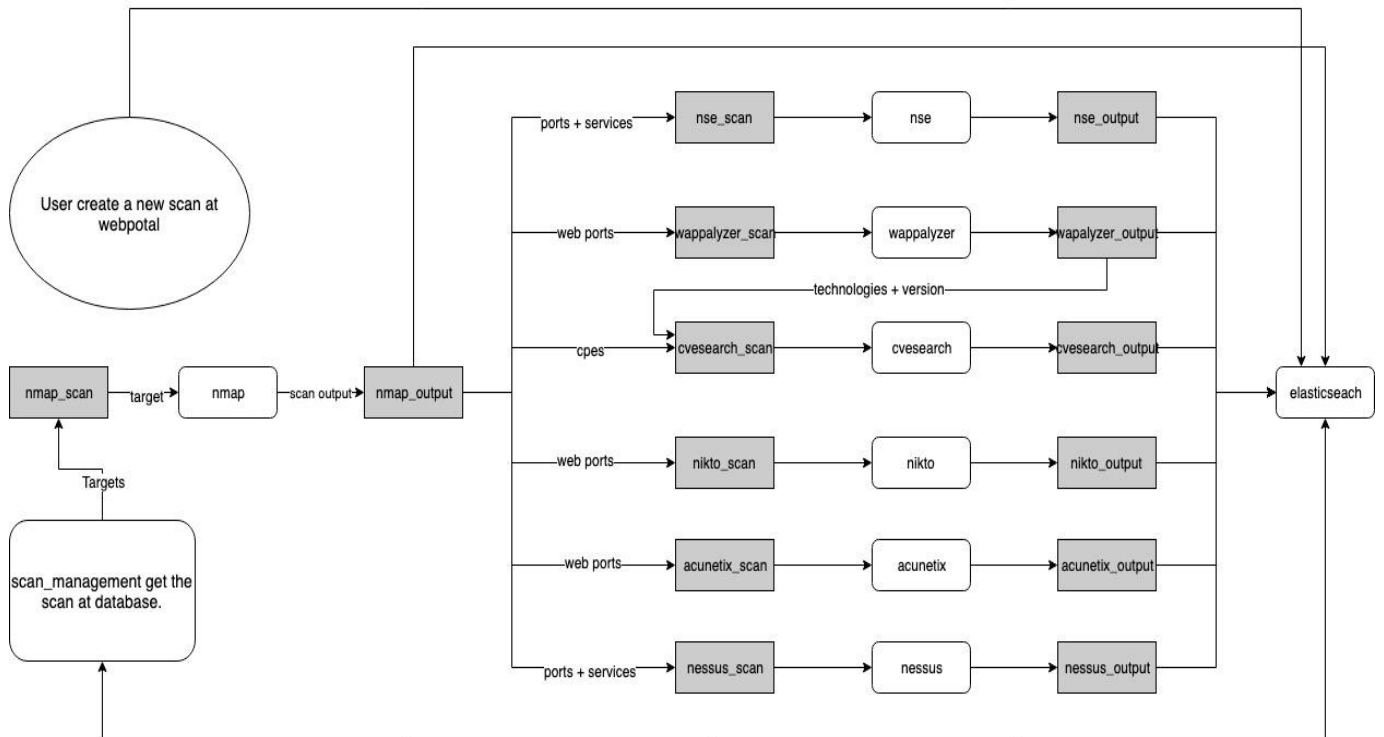 ports + services
nse_scan
nse
nse_output
User create a new scan at
webpotal
web ports
wappalyzer_scan
wappalyzer
wapalyzer_output
technologies + version
cpes
cvesearch_scan
cvesearch
cvesearch_output
nmap_scan
target
nmap
scan output
nmap_output
elasticseach
Targets
web ports
nikto_scan
nikto
nikto_output
scan_management get the
scan at database.
web ports
acunetix_scan
acunetix
acunetix_output
ports + services
nessus_scan
nessus
nessus_output